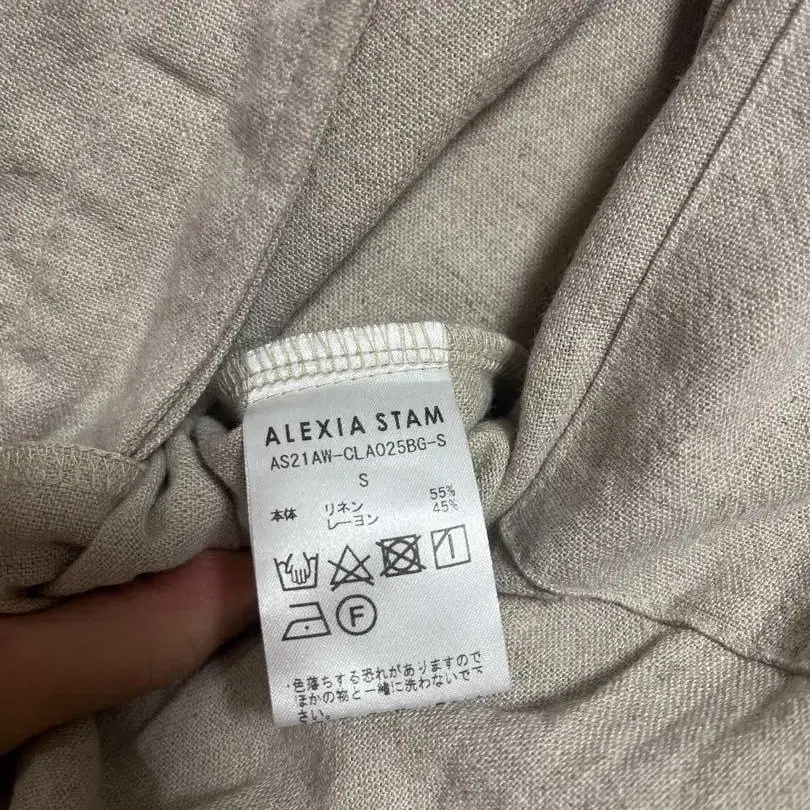 ALEXIA STAM
AS21AW-CLA025BG-S
S
本体 リネン 55%
レーヨン 45%
F
・色落ちする恐れがありますので
ほかの物と一緒に洗わないで下
さい。